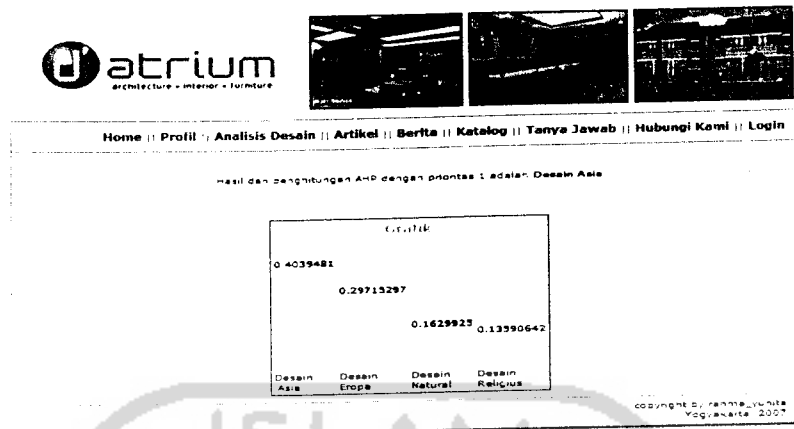 atrium
architecture - interior - furniture
Home || Profil || Analisis Desain || Artikel || Berita || Katalog || Tanya Jawab || Hubungi Kami || Login
Hasil dari penghitungan AHP dengan prioritas 1 adalah Desain Asia
Grafik
0.4039481
0.29715297
0.1629925
0.13590642
Desain Asia
Desain Eropa
Desain Natural
Desain Religius
copyright by rahma_yunita
Yogyakarta 2007
ISLAM